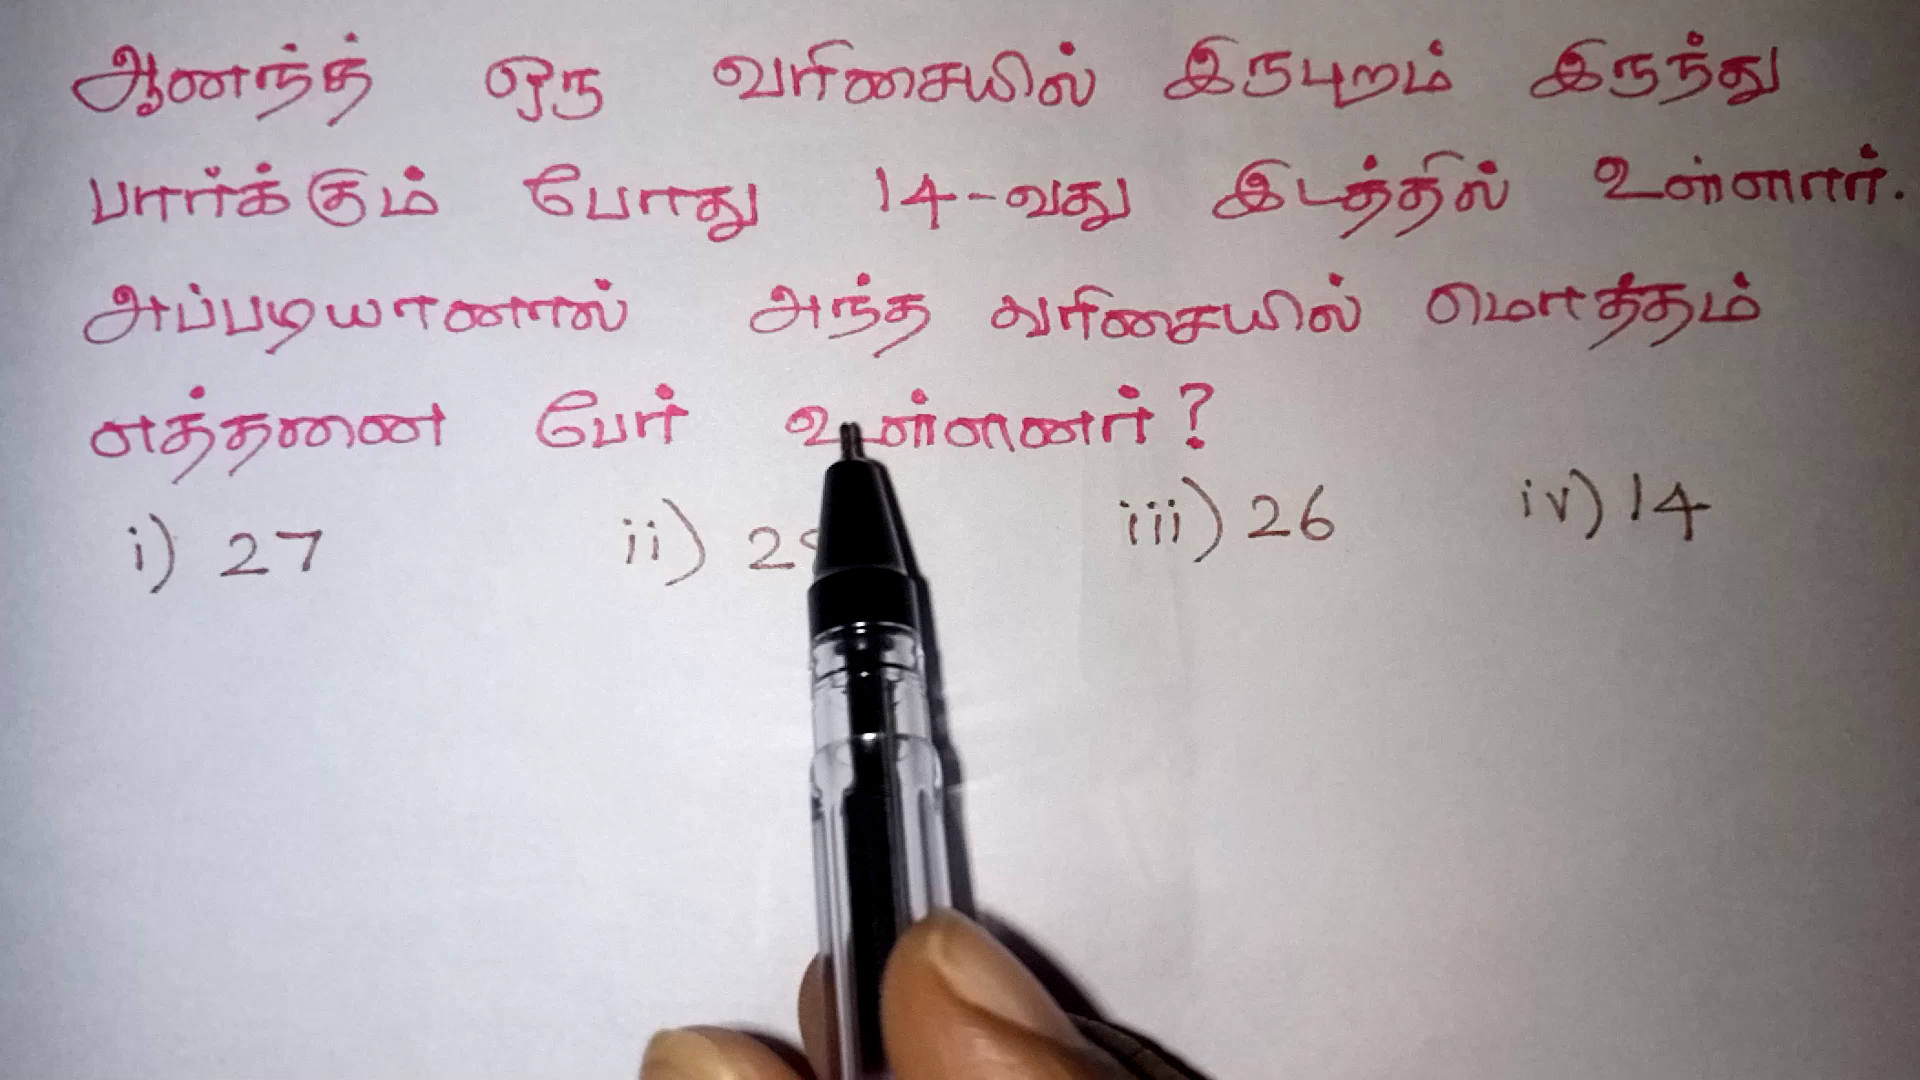 ஆனந்த் ஒரு வரிசையில் இருபுறம் இருந்து
பார்க்கும் போது 14-வது இடத்தில் உள்ளார்.
அப்படியானால் அந்த வரிசையில் மொத்தம்
எத்தனை பேர் உள்ளனர்?
i) 27 ii) iii) 26 iv) 14